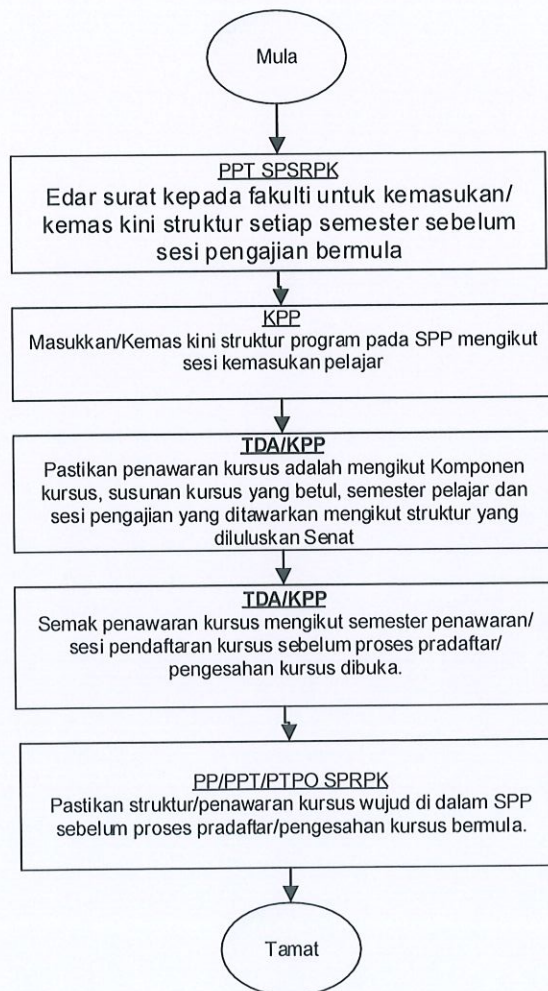 Mula
PPT SPSRPK
Edar surat kepada fakulti untuk kemasukan/
kemas kini struktur setiap semester sebelum
sesi pengajian bermula
KPP
Masukkan/Kemas kini struktur program pada SPP mengikut
sesi kemasukan pelajar
TDA/KPP
Pastikan penawaran kursus adalah mengikut Komponen
kursus, susunan kursus yang betul, semester pelajar dan
sesi pengajian yang ditawarkan mengikut struktur yang
diluluskan Senat
TDA/KPP
Semak penawaran kursus mengikut semester penawaran/
sesi pendaftaran kursus sebelum proses pradaftar/
pengesahan kursus dibuka.
PP/PPT/PTPO SPRPK
Pastikan struktur/penawaran kursus wujud di dalam SPP
sebelum proses pradaftar/pengesahan kursus bermula.
Tamat